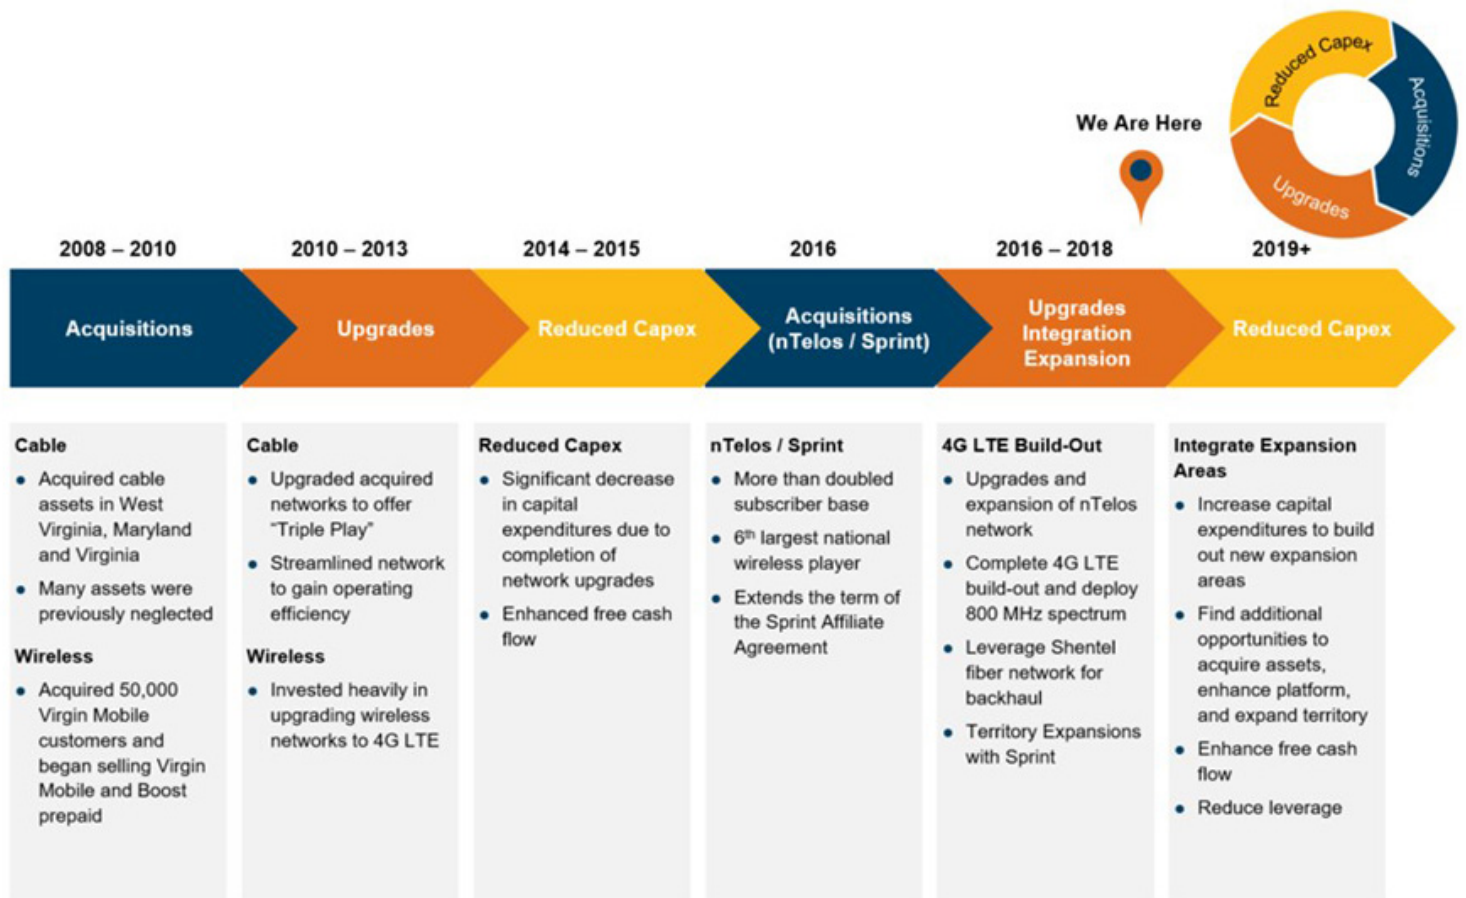 Reduced Capex
Acquisitions
Upgrades
We Are Here
2008 – 2010
2010 – 2013
2014 – 2015
2016
2016 – 2018
2019+
Acquisitions
Upgrades
Reduced Capex
Acquisitions
(nTelos / Sprint)
Upgrades
Integration
Expansion
Reduced Capex
Cable
• Acquired cable
assets in West
Virginia, Maryland
and Virginia
• Many assets were
previously neglected
Wireless
• Acquired 50,000
Virgin Mobile
customers and
began selling Virgin
Mobile and Boost
prepaid
Cable
• Upgraded acquired
networks to offer
“Triple Play”
• Streamlined network
to gain operating
efficiency
Wireless
• Invested heavily in
upgrading wireless
networks to 4G LTE
Reduced Capex
• Significant decrease
in capital
expenditures due to
completion of
network upgrades
• Enhanced free cash
flow
nTelos / Sprint
• More than doubled
subscriber base
• 6th largest national
wireless player
• Extends the term of
the Sprint Affiliate
Agreement
4G LTE Build-Out
• Upgrades and
expansion of nTelos
network
• Complete 4G LTE
build-out and deploy
800 MHz spectrum
• Leverage Shentel
fiber network for
backhaul
• Territory Expansions
with Sprint
Integrate Expansion
Areas
• Increase capital
expenditures to build
out new expansion
areas
• Find additional
opportunities to
acquire assets,
enhance platform,
and expand territory
• Enhance free cash
flow
• Reduce leverage